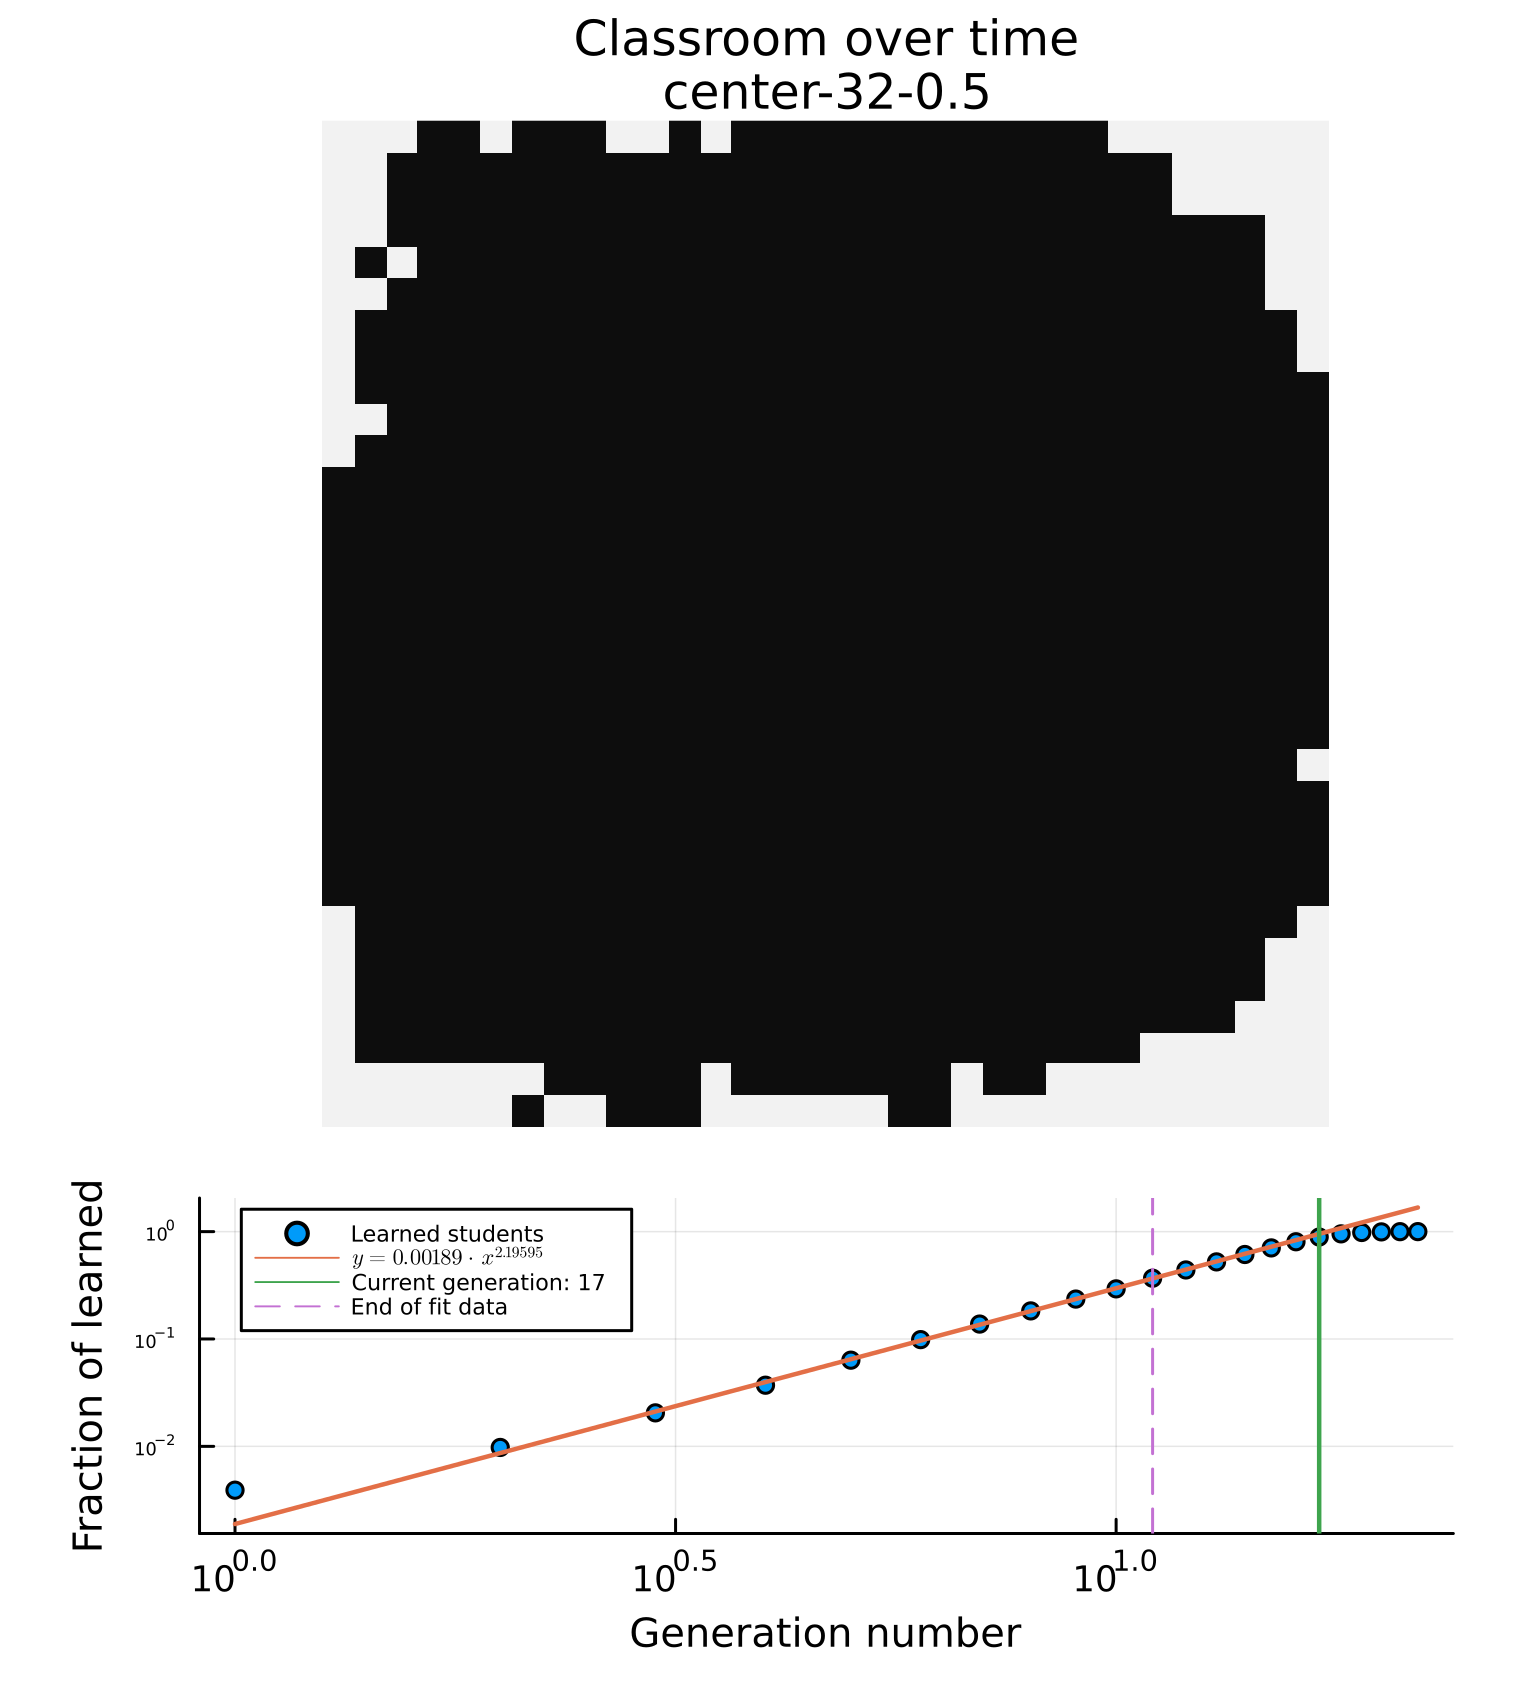 Classroom over time
center-32-0.5
Fraction of learned
10⁰
10⁻¹
10⁻²
Learned students
y = 0.00189 · x^2.19595
Current generation: 17
End of fit data
10^0.0 10^0.5 10^1.0
Generation number